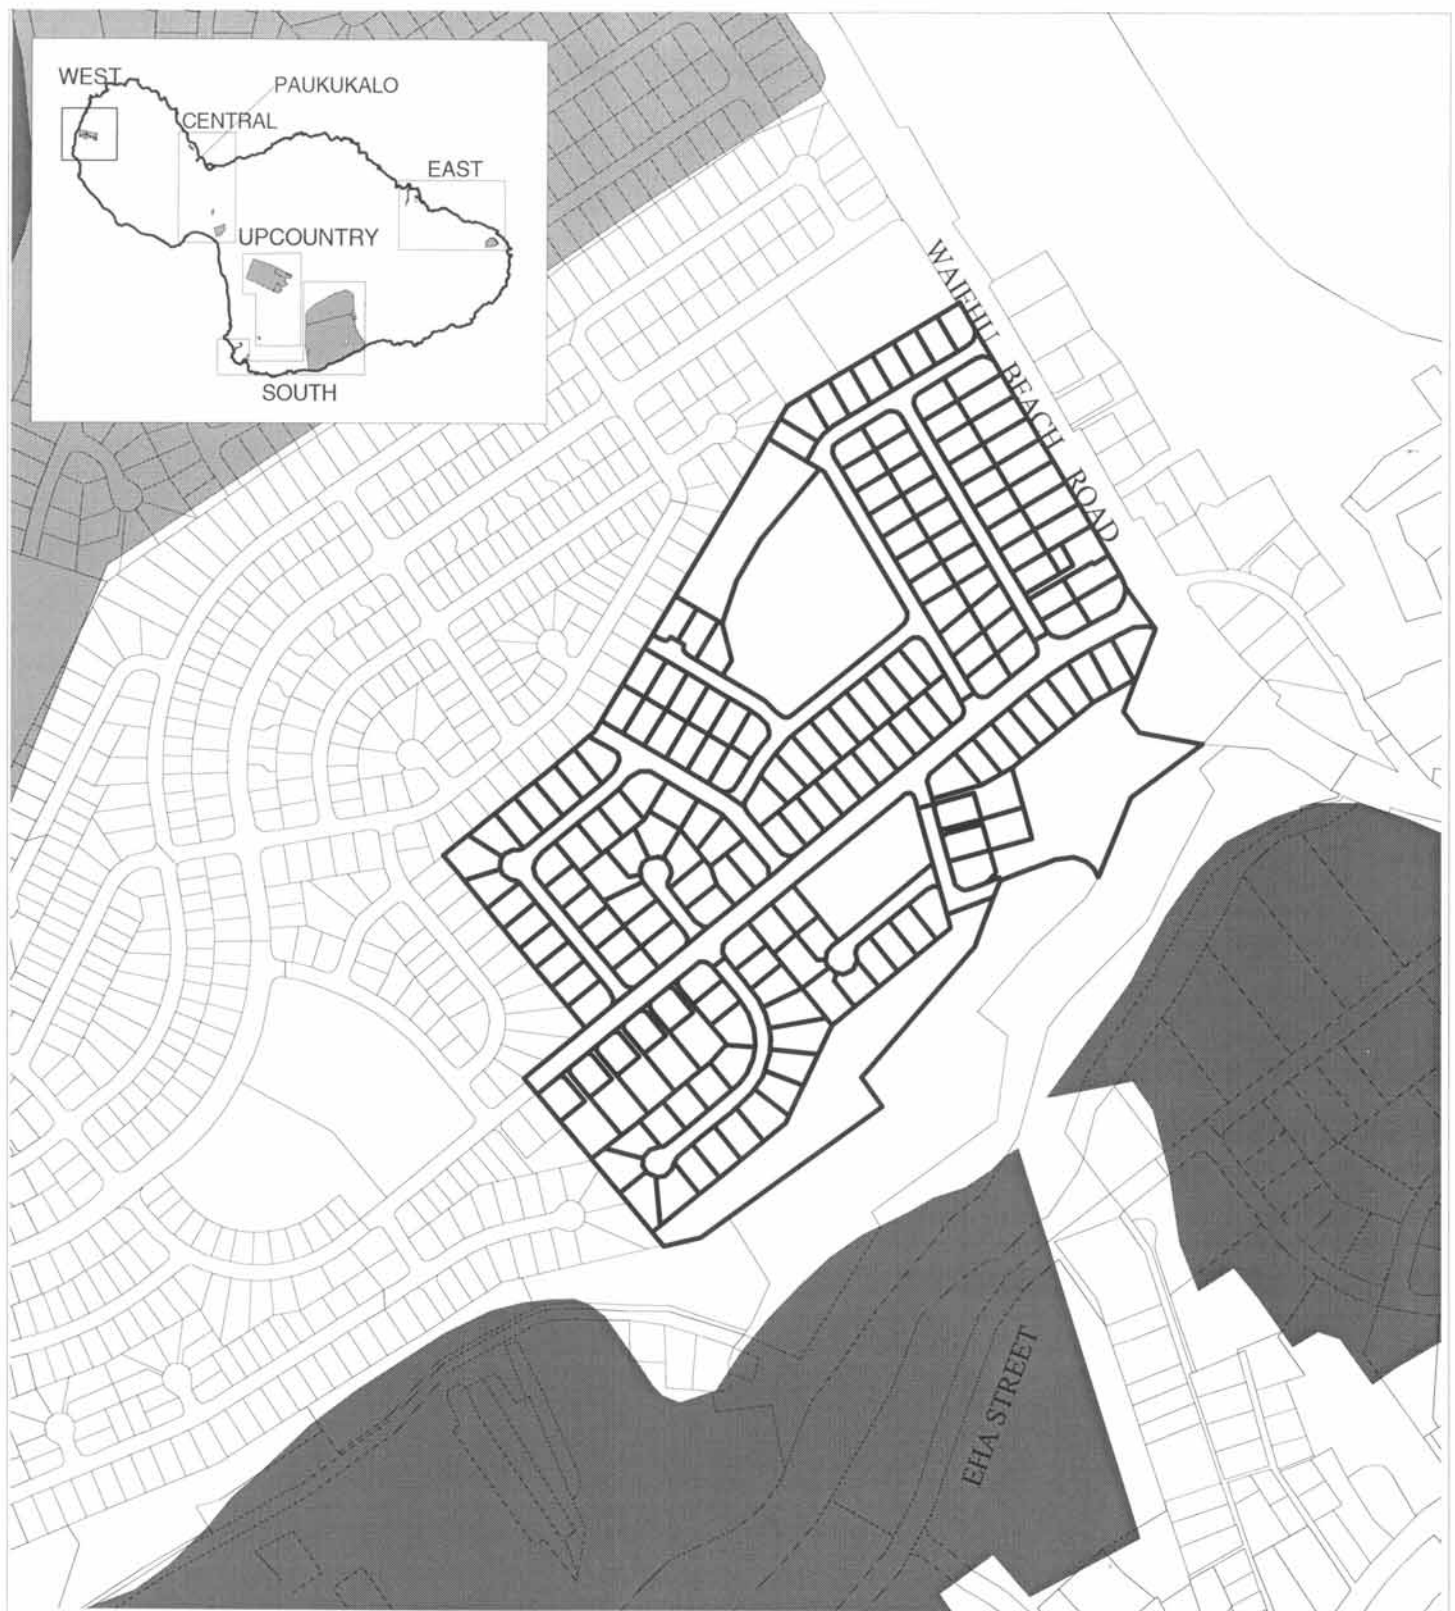 WEST
PAUKUKALO
CENTRAL
EAST
UPCOUNTRY
SOUTH
WAIEHU BEACH ROAD
EHA STREET